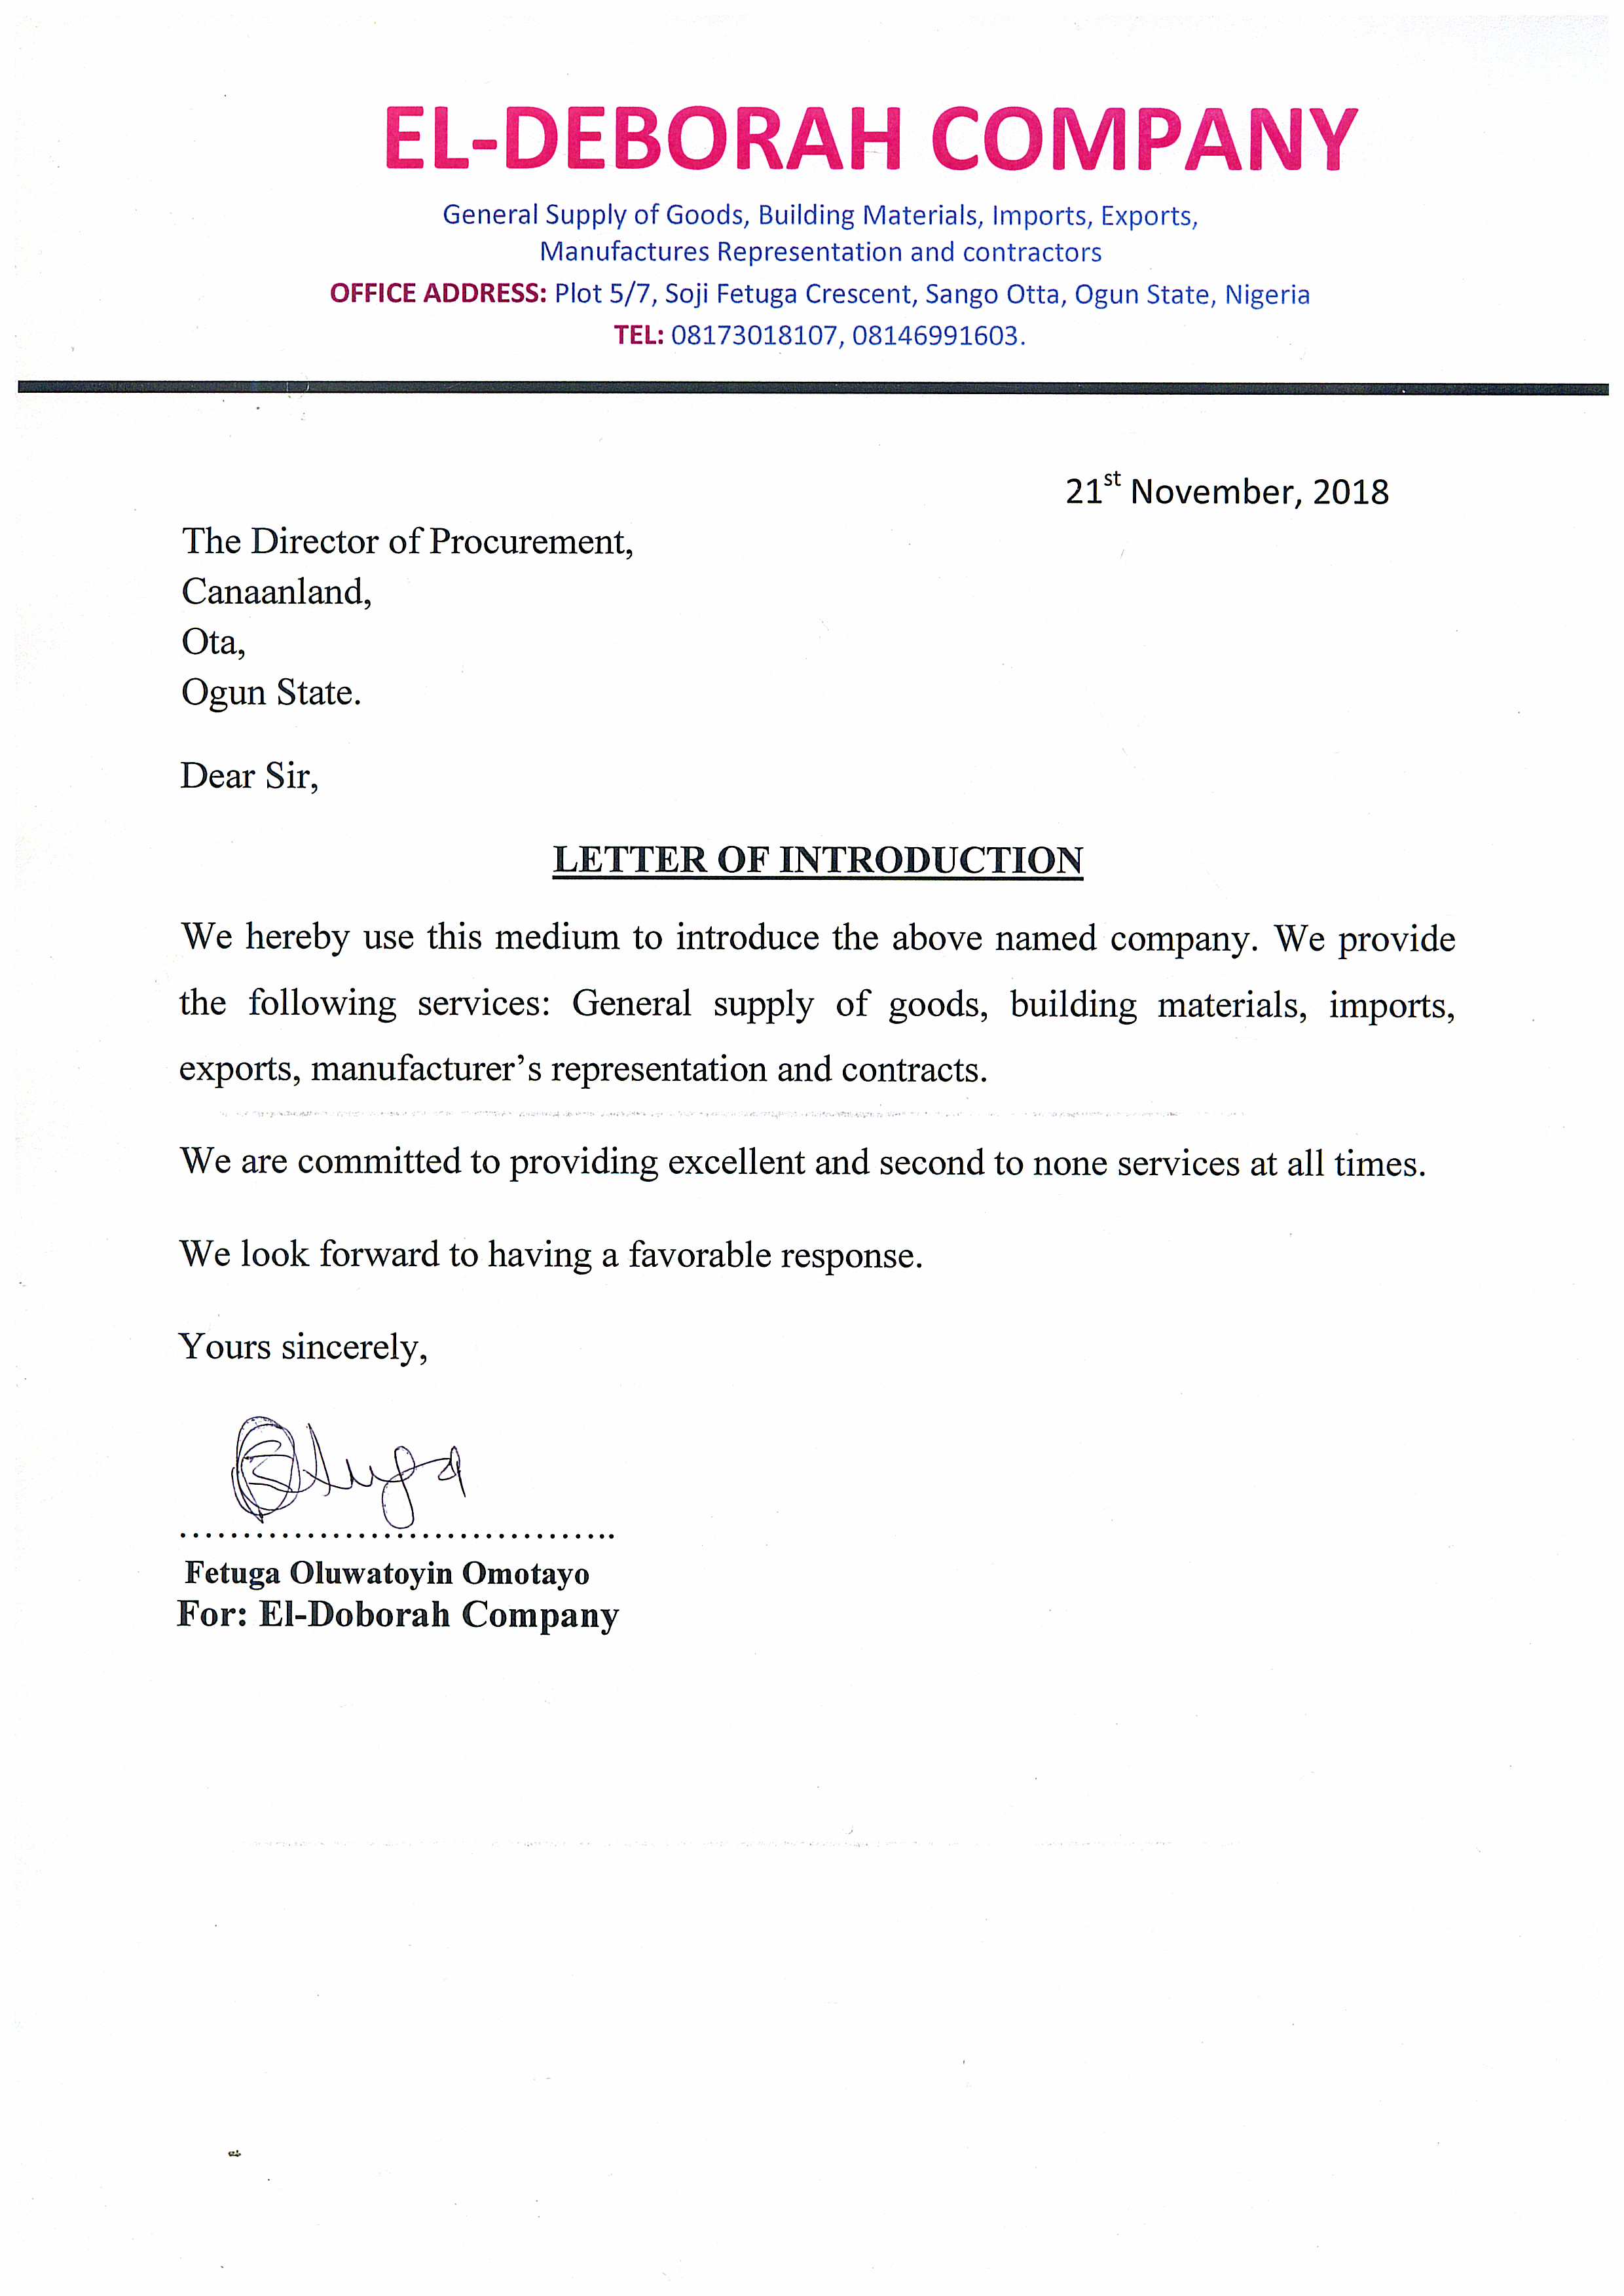 EL-DEBORAH COMPANY
General Supply of Goods, Building Materials, Imports, Exports,
Manufactures Representation and contractors
OFFICE ADDRESS: Plot 5/7, Soji Fetuga Crescent, Sango Otta, Ogun State, Nigeria
TEL: 08173018107, 08146991603.
21st November, 2018
The Director of Procurement,
Canaanland,
Ota,
Ogun State.
Dear Sir,
LETTER OF INTRODUCTION
We hereby use this medium to introduce the above named company. We provide
the following services: General supply of goods, building materials, imports,
exports, manufacturer's representation and contracts.
We are committed to providing excellent and second to none services at all times.
We look forward to having a favorable response.
Yours sincerely,
Fetuga Oluwatoyin Omotayo
For: El-Doborah Company